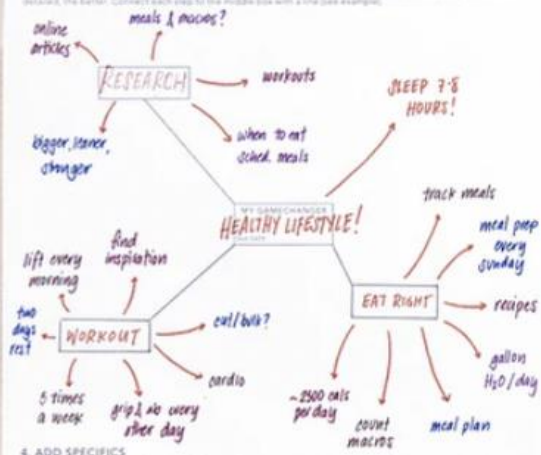 meals & macros?
online
articles
RESEARCH
workouts
bigger, leaner,
stronger
when to eat
sched. meals
SLEEP 7-8
HOURS!
MY GAMECHANGER
HEALTHY LIFESTYLE!
track meals
meal prep
every
sunday
EAT RIGHT
recipes
gallon
H₂O/day
~2500 cals
per day
count
macros
meal plan
lift every
morning
find
inspiration
two
days
rest
WORKOUT
cut/bulk?
cardio
5 times
a week
grip & ab every
other day
4. ADD SPECIFICS